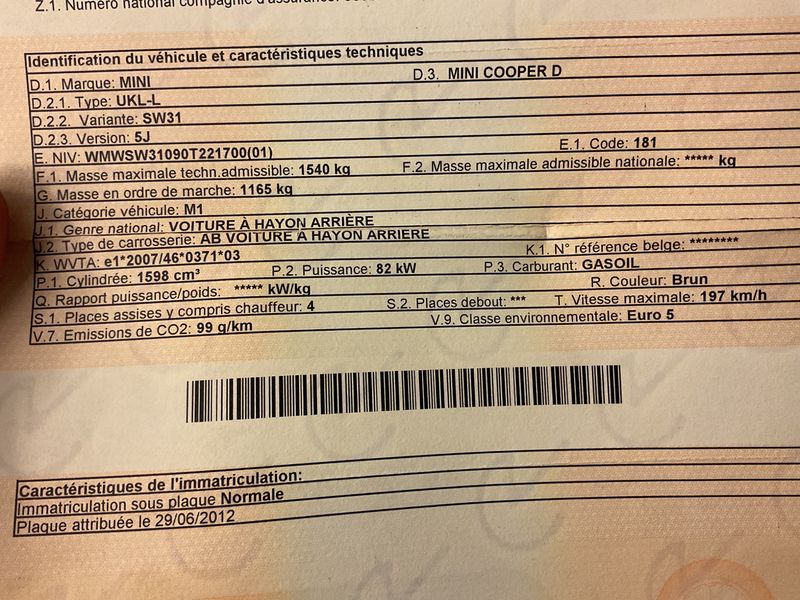 Z.1. Numéro national compagnie d'assurance:
Identification du véhicule et caractéristiques techniques
D.1. Marque: MINI D.3. MINI COOPER D
D.2.1. Type: UKL-L
D.2.2. Variante: SW31
D.2.3. Version: 5J
E. NIV: WMWSW31090T221700(01) E.1. Code: 181
F.1. Masse maximale techn.admissible: 1540 kg F.2. Masse maximale admissible nationale: ***** kg
G. Masse en ordre de marche: 1165 kg
J. Catégorie véhicule: M1
J.1. Genre national: VOITURE À HAYON ARRIÈRE
J.2. Type de carrosserie: AB VOITURE A HAYON ARRIERE
K. WVTA: e1*2007/46*0371*03 K.1. N° référence belge: ********
P.1. Cylindrée: 1598 cm³ P.2. Puissance: 82 kW P.3. Carburant: GASOIL
Q. Rapport puissance/poids: ***** kW/kg R. Couleur: Brun
S.1. Places assises y compris chauffeur: 4 S.2. Places debout: *** T. Vitesse maximale: 197 km/h
V.7. Emissions de CO2: 99 g/km V.9. Classe environnementale: Euro 5
Caractéristiques de l'immatriculation:
Immatriculation sous plaque Normale
Plaque attribuée le 29/06/2012